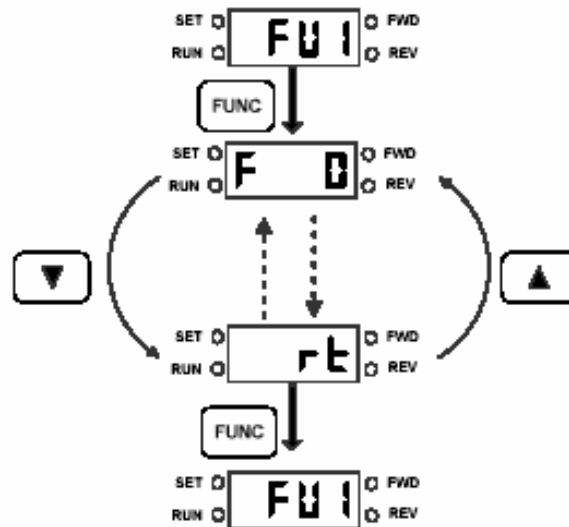 SET FU1 FWD
RUN REV
FUNC
SET F 0 FWD
RUN REV
▼ ▲
SET rt FWD
RUN REV
FUNC
SET FU1 FWD
RUN REV